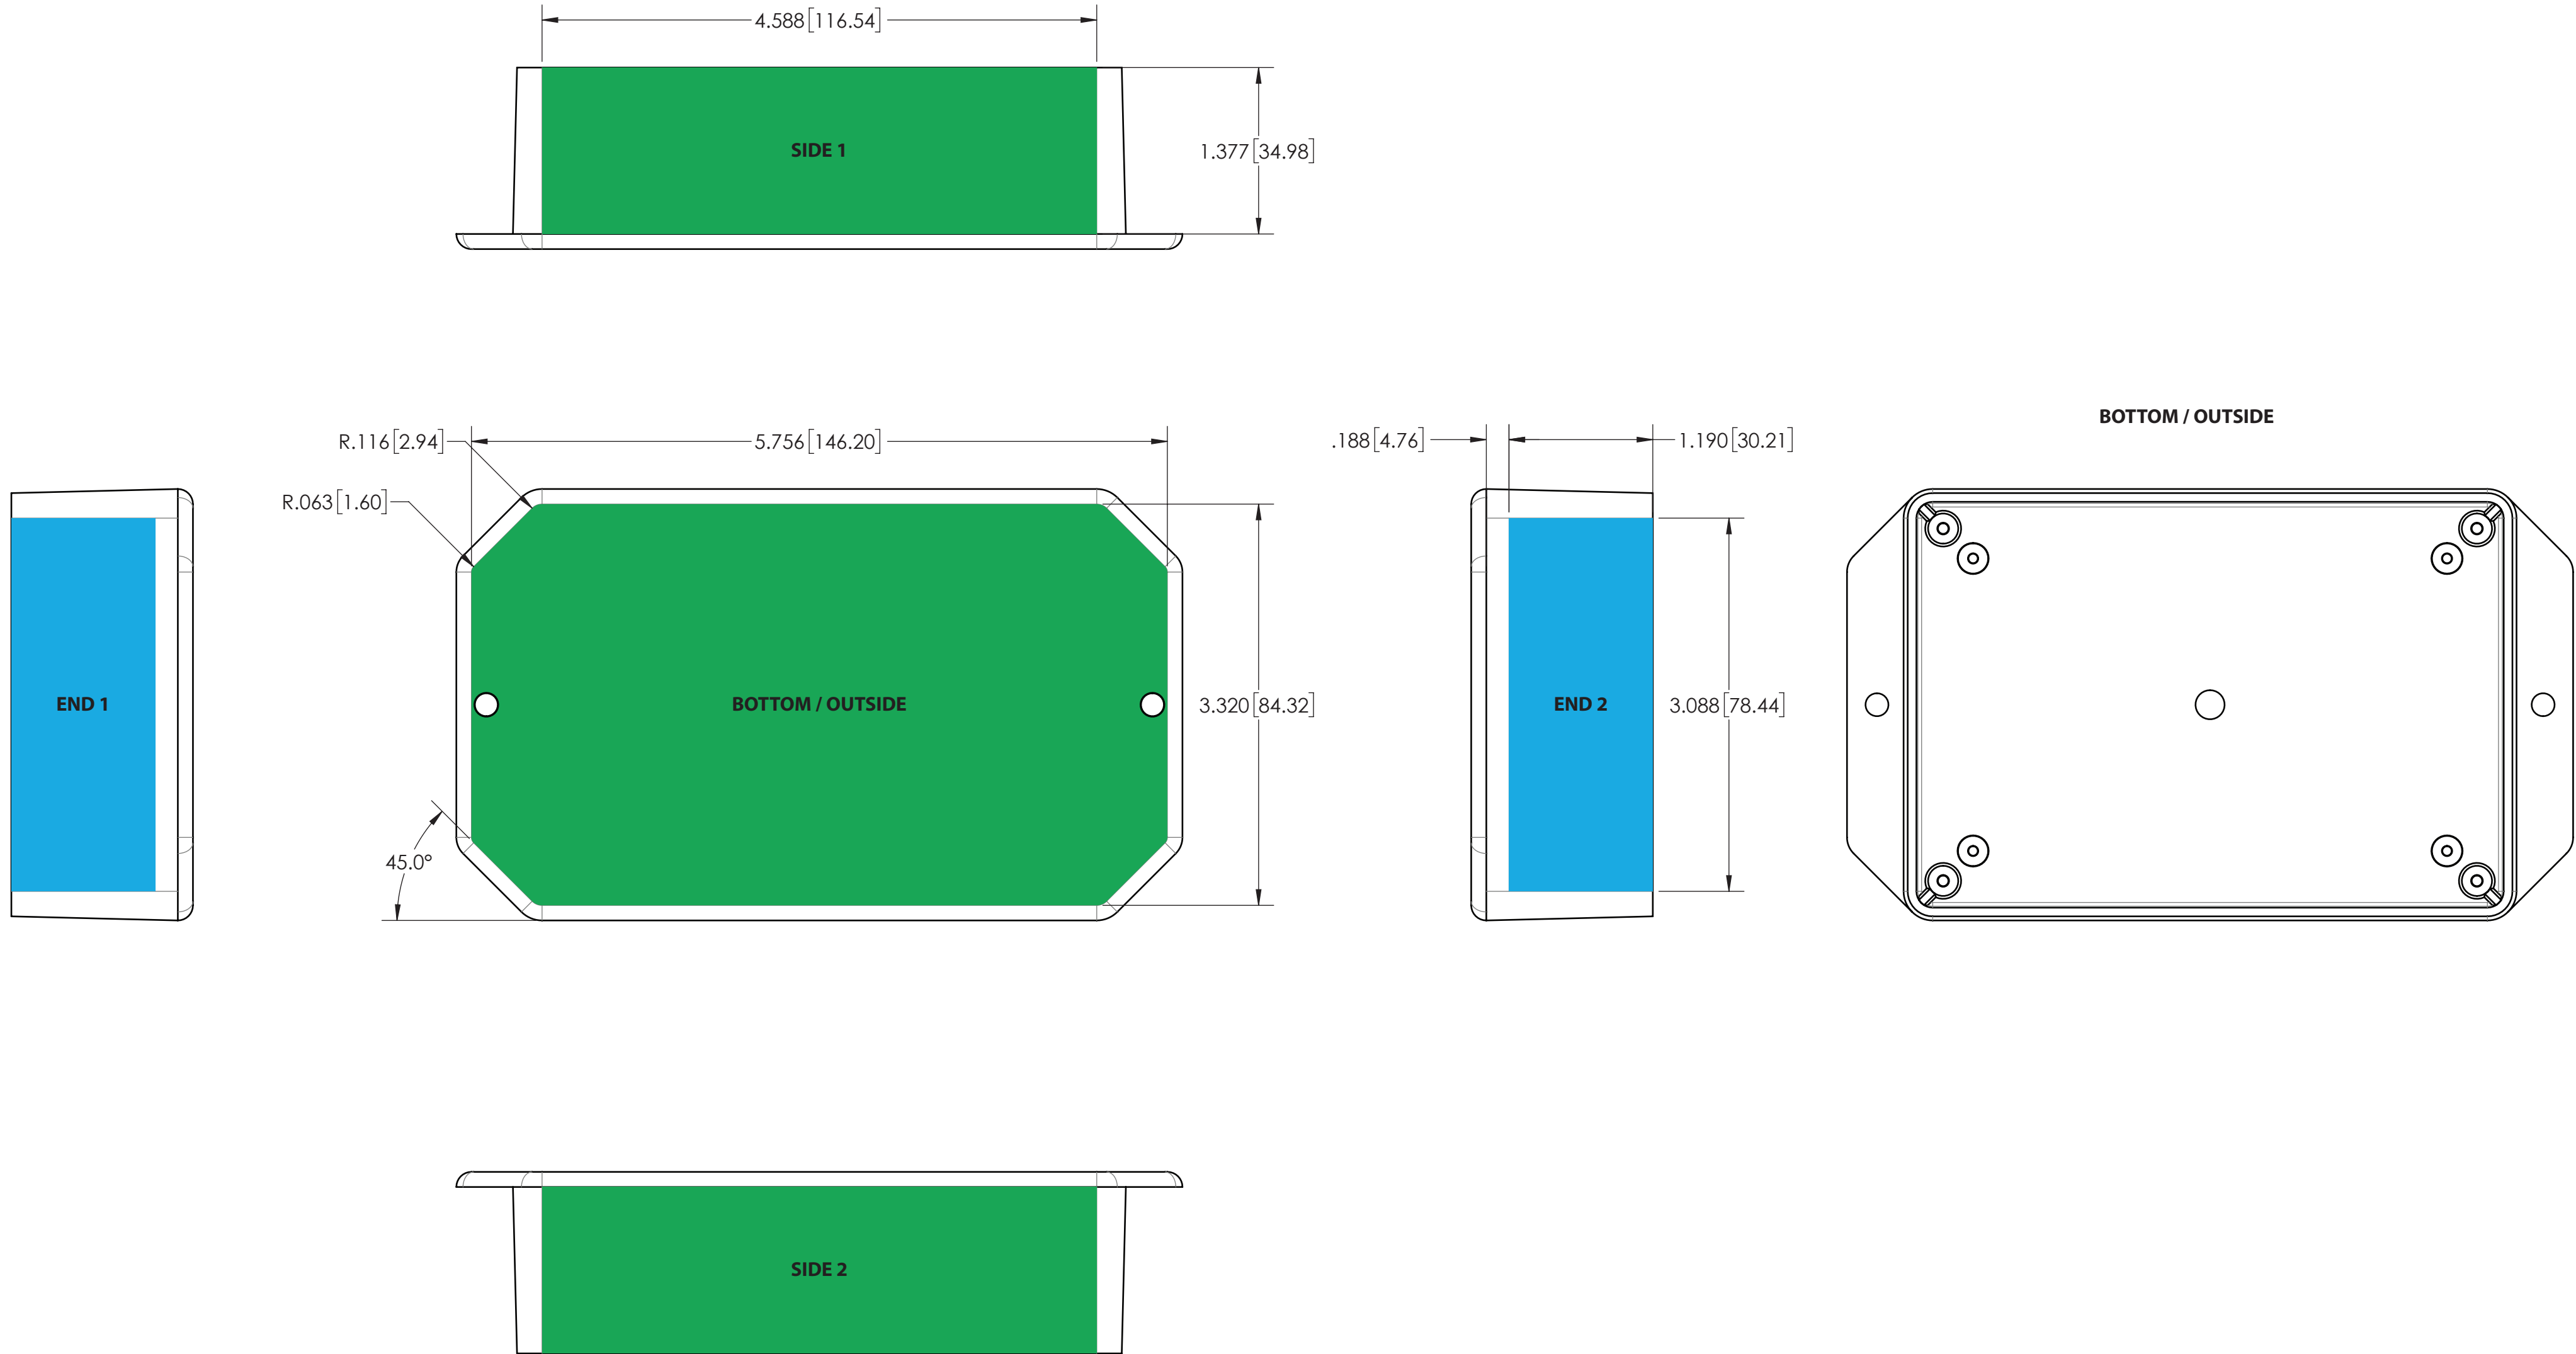 4.588[116.54]
SIDE 1
1.377[34.98]
BOTTOM / OUTSIDE
R.116[2.94]
5.756[146.20]
.188[4.76]
1.190[30.21]
R.063[1.60]
END 1
BOTTOM / OUTSIDE
3.320[84.32]
END 2
3.088[78.44]
45.0°
SIDE 2